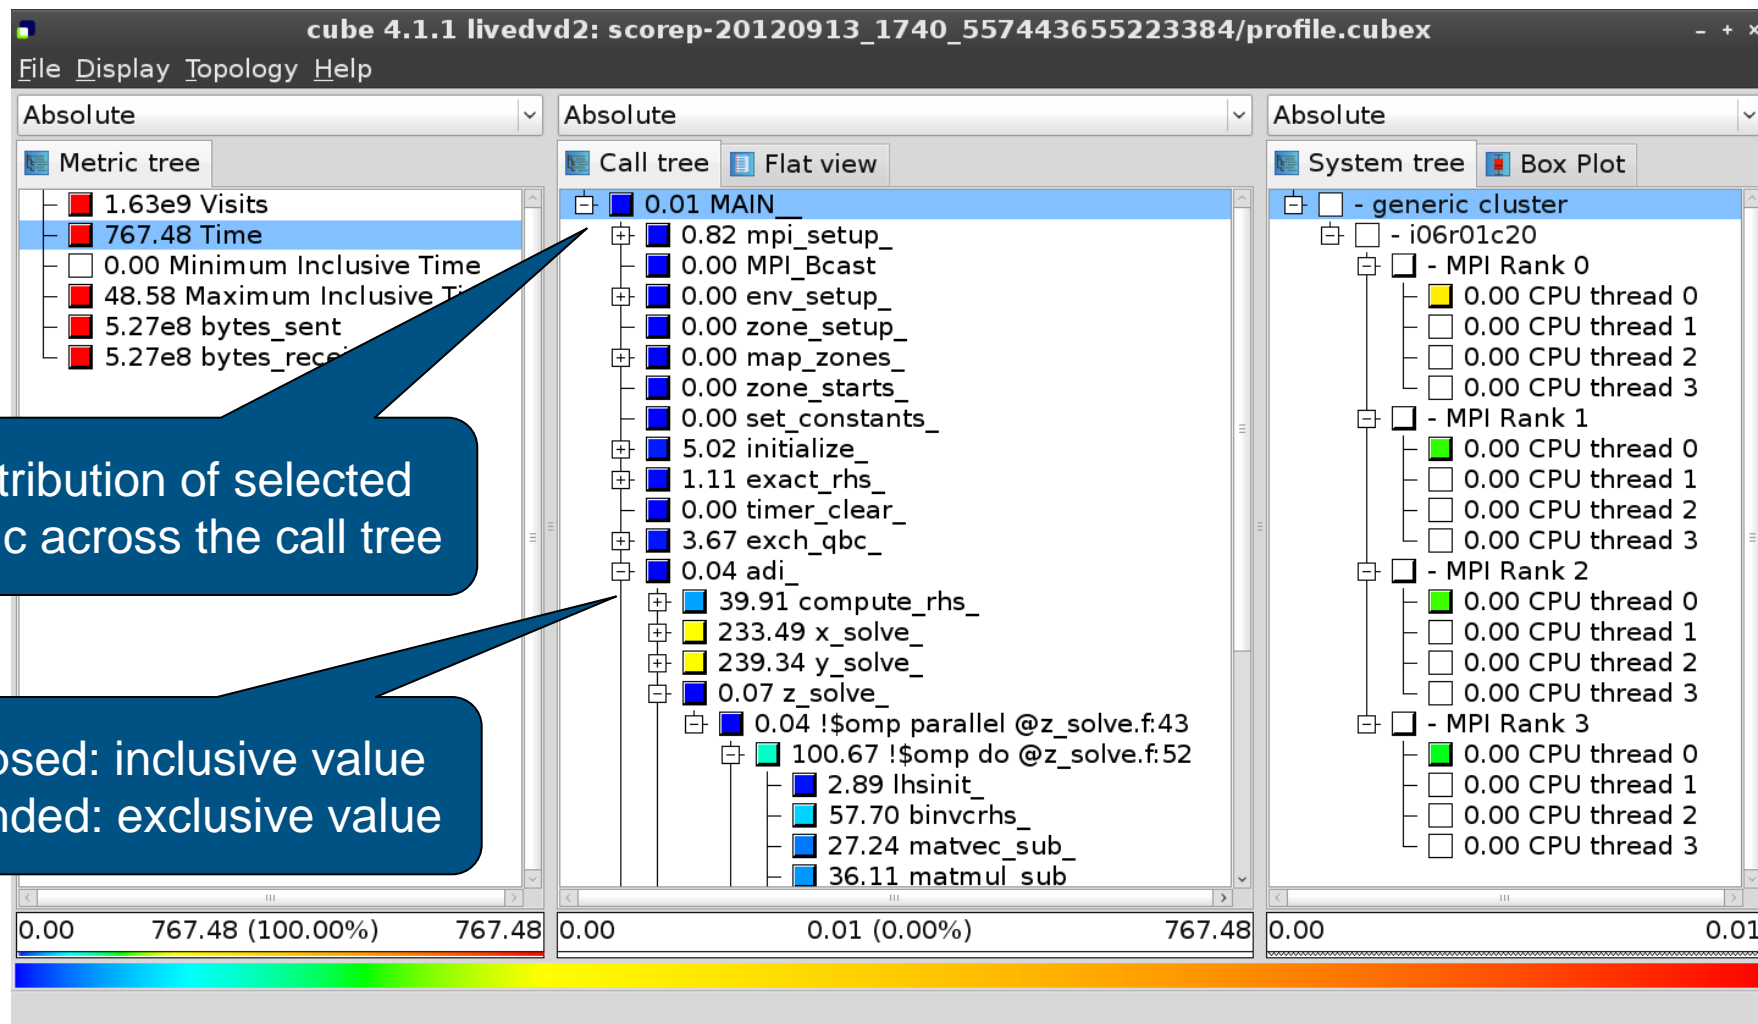 cube 4.1.1 livedvd2: scorep-20120913_1740_557443655223384/profile.cubex
File Display Topology Help
Absolute
Metric tree
1.63e9 Visits
767.48 Time
0.00 Minimum Inclusive Time
48.58 Maximum Inclusive
5.27e8 bytes_sent
5.27e8
tribution of selected
c across the call tree
osed: inclusive value
nded: exclusive value
0.00 767.48 (100.00%) 767.48
Absolute
Call tree Flat view
0.01 MAIN__
0.82 mpi_setup_
0.00 MPI_Bcast
0.00 env_setup_
0.00 zone_setup_
0.00 map_zones_
0.00 zone_starts_
0.00 set_constants_
5.02 initialize_
1.11 exact_rhs_
0.00 timer_clear_
3.67 exch_qbc_
0.04 adi_
39.91 compute_rhs_
233.49 x_solve_
239.34 y_solve_
0.07 z_solve_
0.04 !$omp parallel @z_solve.f:43
100.67 !$omp do @z_solve.f:52
2.89 lhsinit_
57.70 binvcrhs_
27.24 matvec_sub_
36.11 matmul_sub
0.00 0.01 (0.00%) 767.48
Absolute
System tree Box Plot
- generic cluster
- i06r01c20
- MPI Rank 0
0.00 CPU thread 0
0.00 CPU thread 1
0.00 CPU thread 2
0.00 CPU thread 3
- MPI Rank 1
0.00 CPU thread 0
0.00 CPU thread 1
0.00 CPU thread 2
0.00 CPU thread 3
- MPI Rank 2
0.00 CPU thread 0
0.00 CPU thread 1
0.00 CPU thread 2
0.00 CPU thread 3
- MPI Rank 3
0.00 CPU thread 0
0.00 CPU thread 1
0.00 CPU thread 2
0.00 CPU thread 3
0.00 0.01